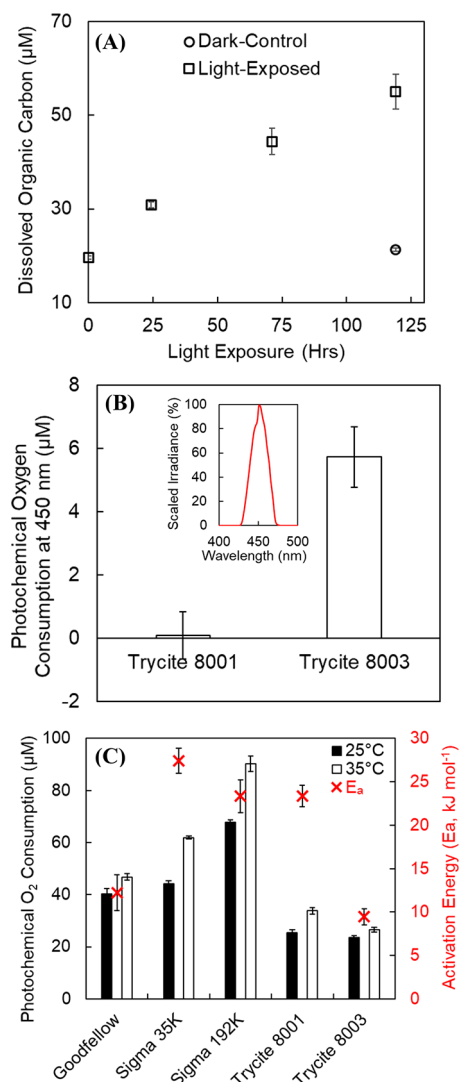 (A)
Dark-Control
Light-Exposed
Dissolved Organic Carbon (µM)
70
50
30
10
0
25
50
75
100
125
Light Exposure (Hrs)
(B)
Photochemical Oxygen
Consumption at 450 nm (µM)
8
6
4
2
0
-2
Scaled Irradiance (%)
100
80
60
40
20
0
400
450
500
Wavelength (nm)
Trycite 8001
Trycite 8003
(C)
Photochemical O₂ Consumption (µM)
100
80
60
40
20
0
25°C
35°C
Eₐ
30
25
20
15
10
5
0
Activation Energy (Ea, kJ mol⁻¹)
Goodfellow
Sigma 35K
Sigma 192K
Trycite 8001
Trycite 8003